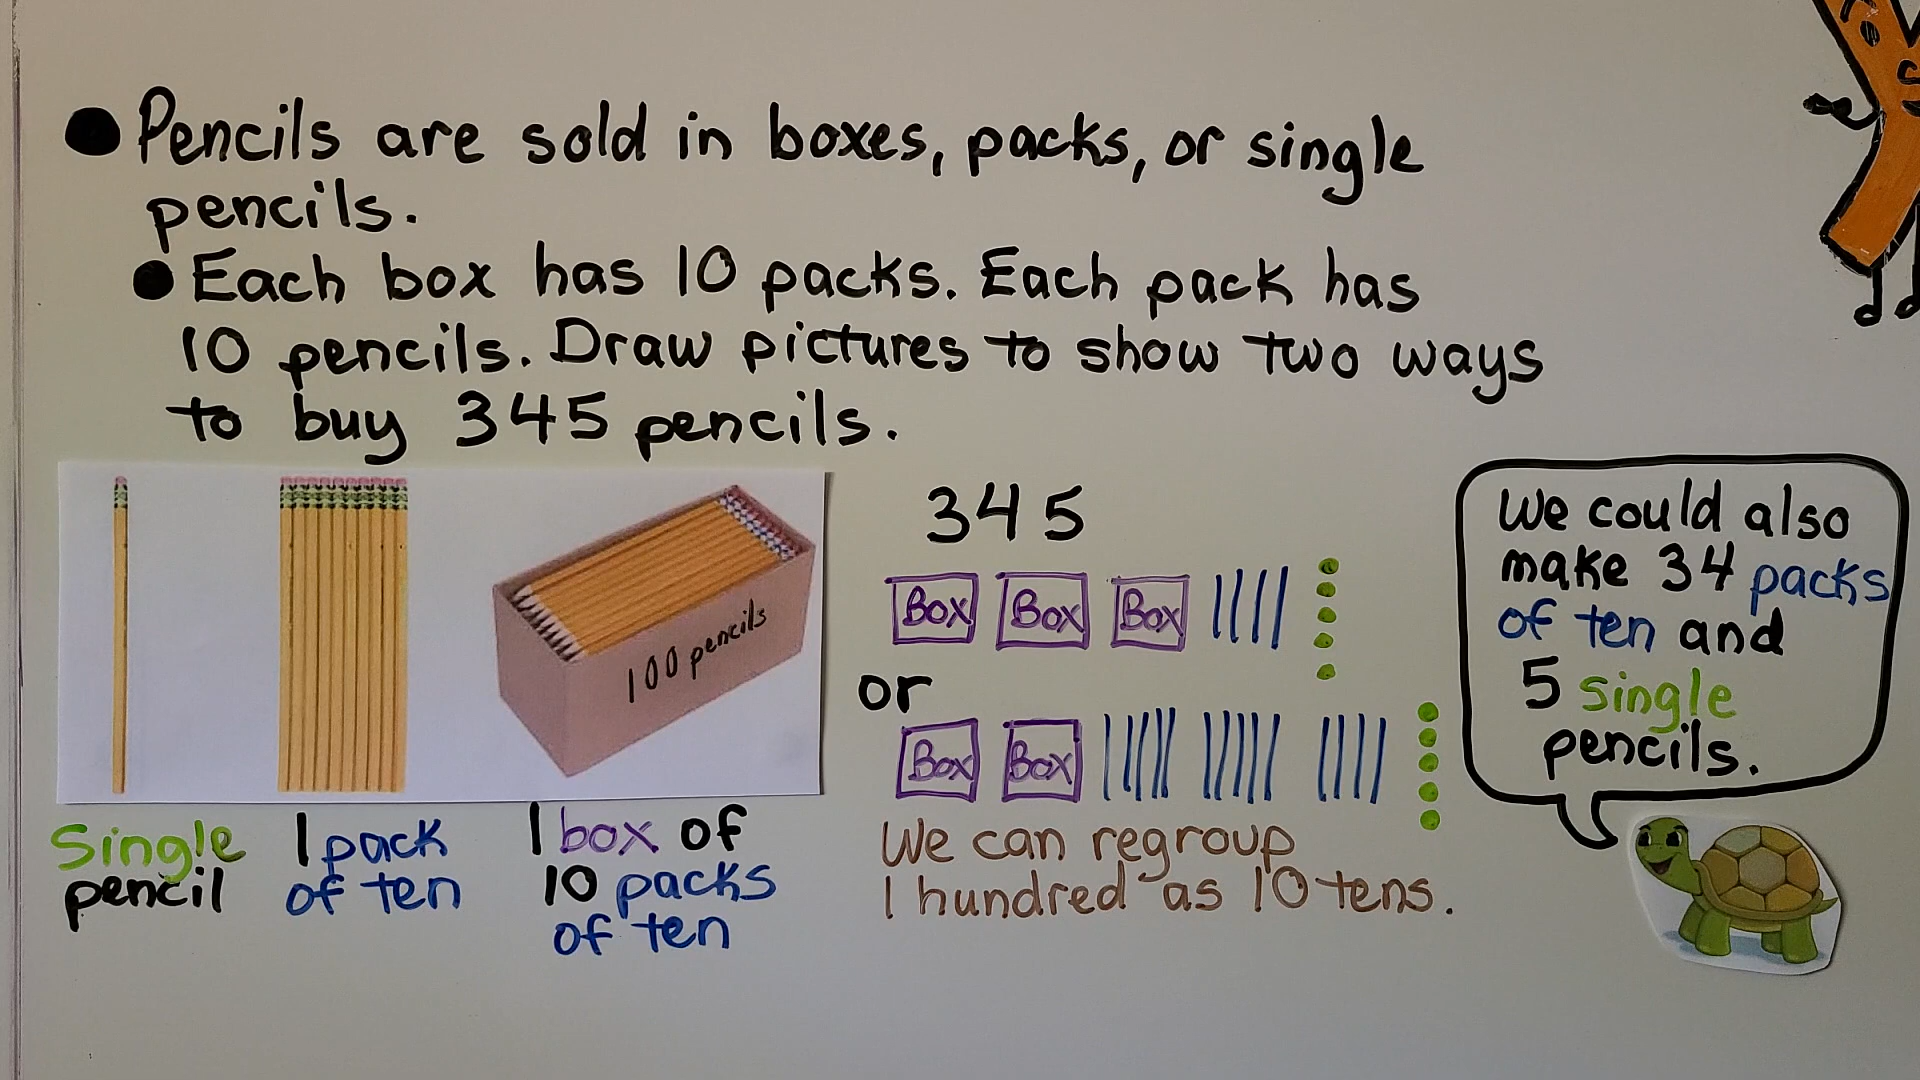 Pencils are sold in boxes, packs, or single
pencils.
Each box has 10 packs. Each pack has
10 pencils. Draw pictures to show two ways
to buy 345 pencils.
100 pencils
Single
pencil
1 pack
of ten
1 box of
10 packs
of ten
345
Box Box Box
or
Box Box
We can regroup
1 hundred as 10 tens.
We could also
make 34 packs
of ten and
5 single
pencils.